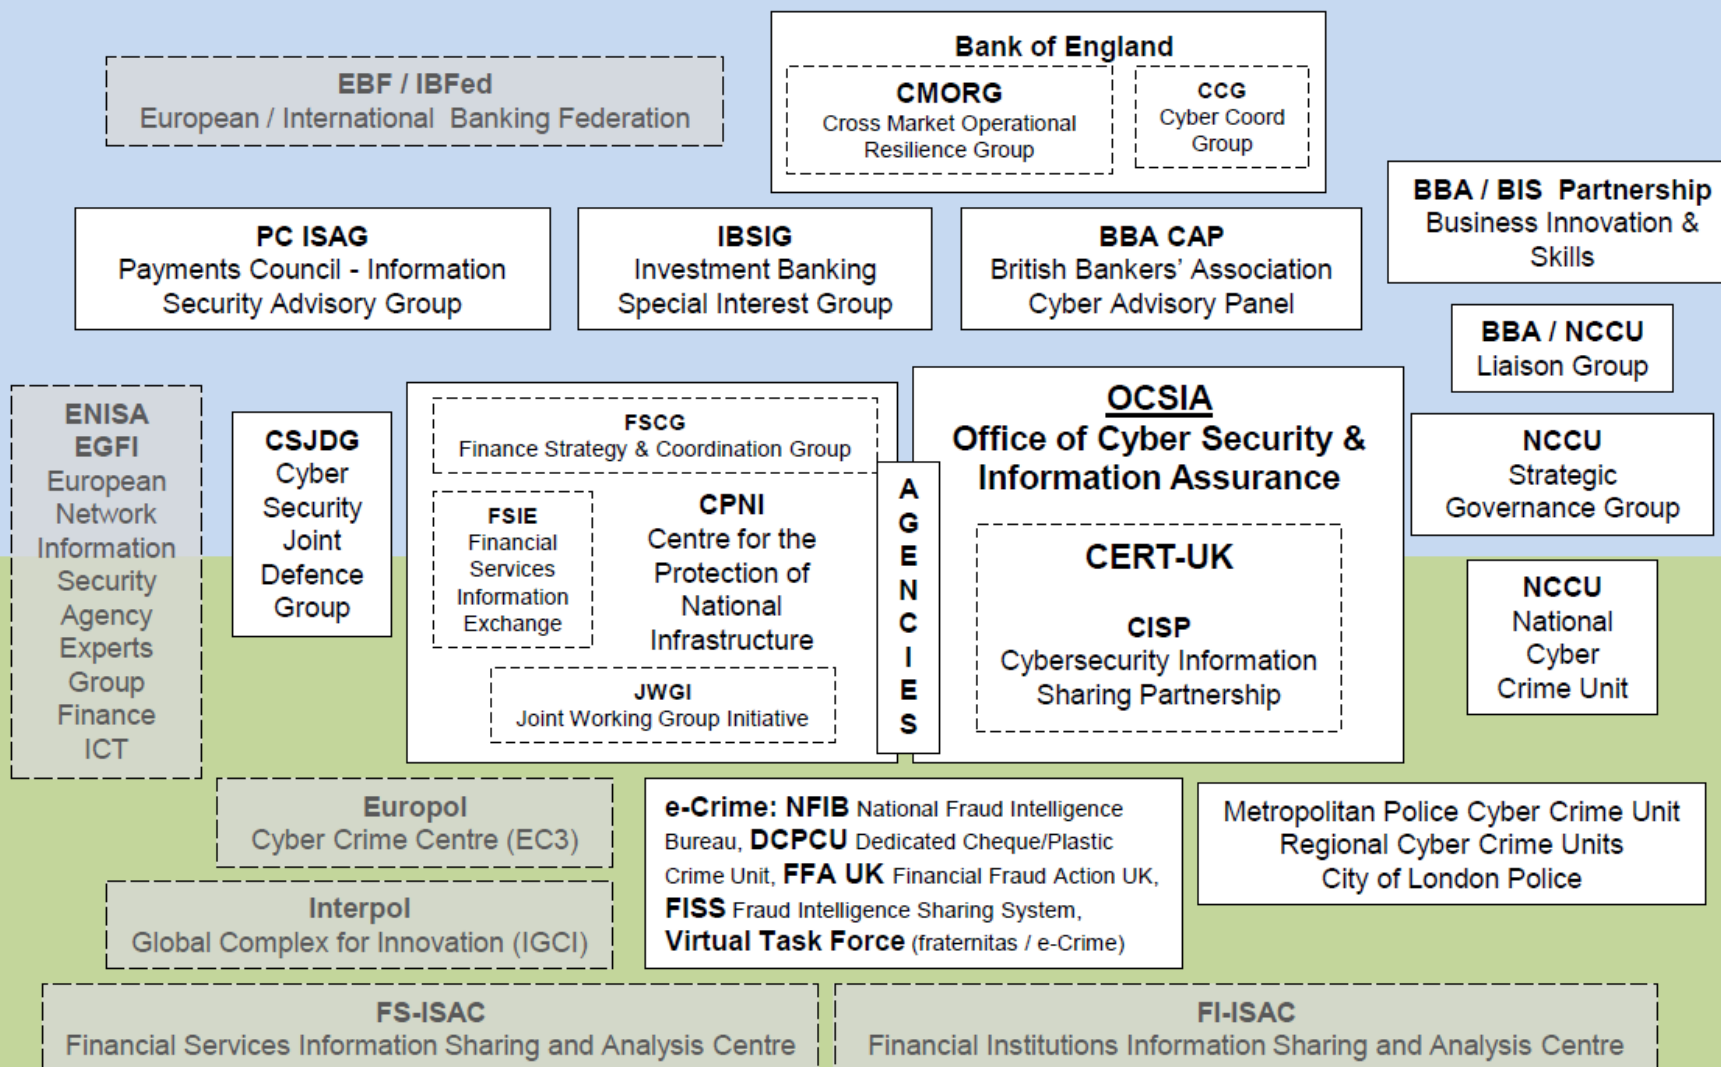 EBF / IBFed
European / International Banking Federation
Bank of England
CMORG
Cross Market Operational
Resilience Group
CCG
Cyber Coord
Group
BBA / BIS Partnership
Business Innovation &
Skills
PC ISAG
Payments Council - Information
Security Advisory Group
IBSIG
Investment Banking
Special Interest Group
BBA CAP
British Bankers’ Association
Cyber Advisory Panel
BBA / NCCU
Liaison Group
ENISA
EGFI
European
Network
Information
Security
Agency
Experts
Group
Finance
ICT
CSJDG
Cyber
Security
Joint
Defence
Group
FSCG
Finance Strategy & Coordination Group
FSIE
Financial
Services
Information
Exchange
CPNI
Centre for the
Protection of
National
Infrastructure
JWGI
Joint Working Group Initiative
A
G
E
N
C
I
E
S
OCSIA
Office of Cyber Security &
Information Assurance
CERT-UK
CISP
Cybersecurity Information
Sharing Partnership
NCCU
Strategic
Governance Group
NCCU
National
Cyber
Crime Unit
Europol
Cyber Crime Centre (EC3)
Interpol
Global Complex for Innovation (IGCI)
e-Crime: NFIB National Fraud Intelligence
Bureau, DCPCU Dedicated Cheque/Plastic
Crime Unit, FFA UK Financial Fraud Action UK,
FISS Fraud Intelligence Sharing System,
Virtual Task Force (fraternitas / e-Crime)
Metropolitan Police Cyber Crime Unit
Regional Cyber Crime Units
City of London Police
FS-ISAC
Financial Services Information Sharing and Analysis Centre
FI-ISAC
Financial Institutions Information Sharing and Analysis Centre